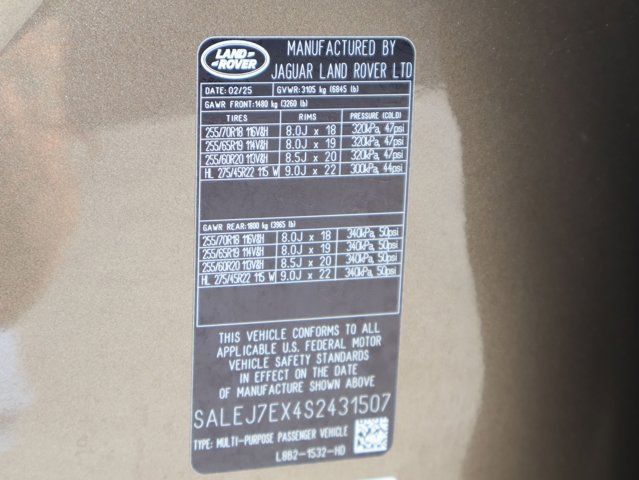 LAND ROVER
MANUFACTURED BY
JAGUAR LAND ROVER LTD
DATE: 02/25 GVWR: 3105 kg (6845 lb)
GAWR FRONT: 1480 kg (3260 lb)
TIRES RIMS PRESSURE (COLD)
255/70R18 116V&H 8.0J x 18 320kPa, 47psi
255/65R19 114V&H 8.0J x 19 320kPa, 47psi
255/60R20 113V&H 8.5J x 20 320kPa, 47psi
HL 275/45R22 115 W 9.0J x 22 300kPa, 44psi
GAWR REAR: 1800 kg (3965 lb)
255/70R18 116V&H 8.0J x 18 340kPa, 50psi
255/65R19 114V&H 8.0J x 19 340kPa, 50psi
255/60R20 113V&H 8.5J x 20 340kPa, 50psi
HL 275/45R22 115 W 9.0J x 22 340kPa, 50psi
THIS VEHICLE CONFORMS TO ALL
APPLICABLE U.S. FEDERAL MOTOR
VEHICLE SAFETY STANDARDS
IN EFFECT ON THE DATE
OF MANUFACTURE SHOWN ABOVE
SALEJ7EX4S2431507
TYPE: MULTI-PURPOSE PASSENGER VEHICLE
L8B2-1532-HD